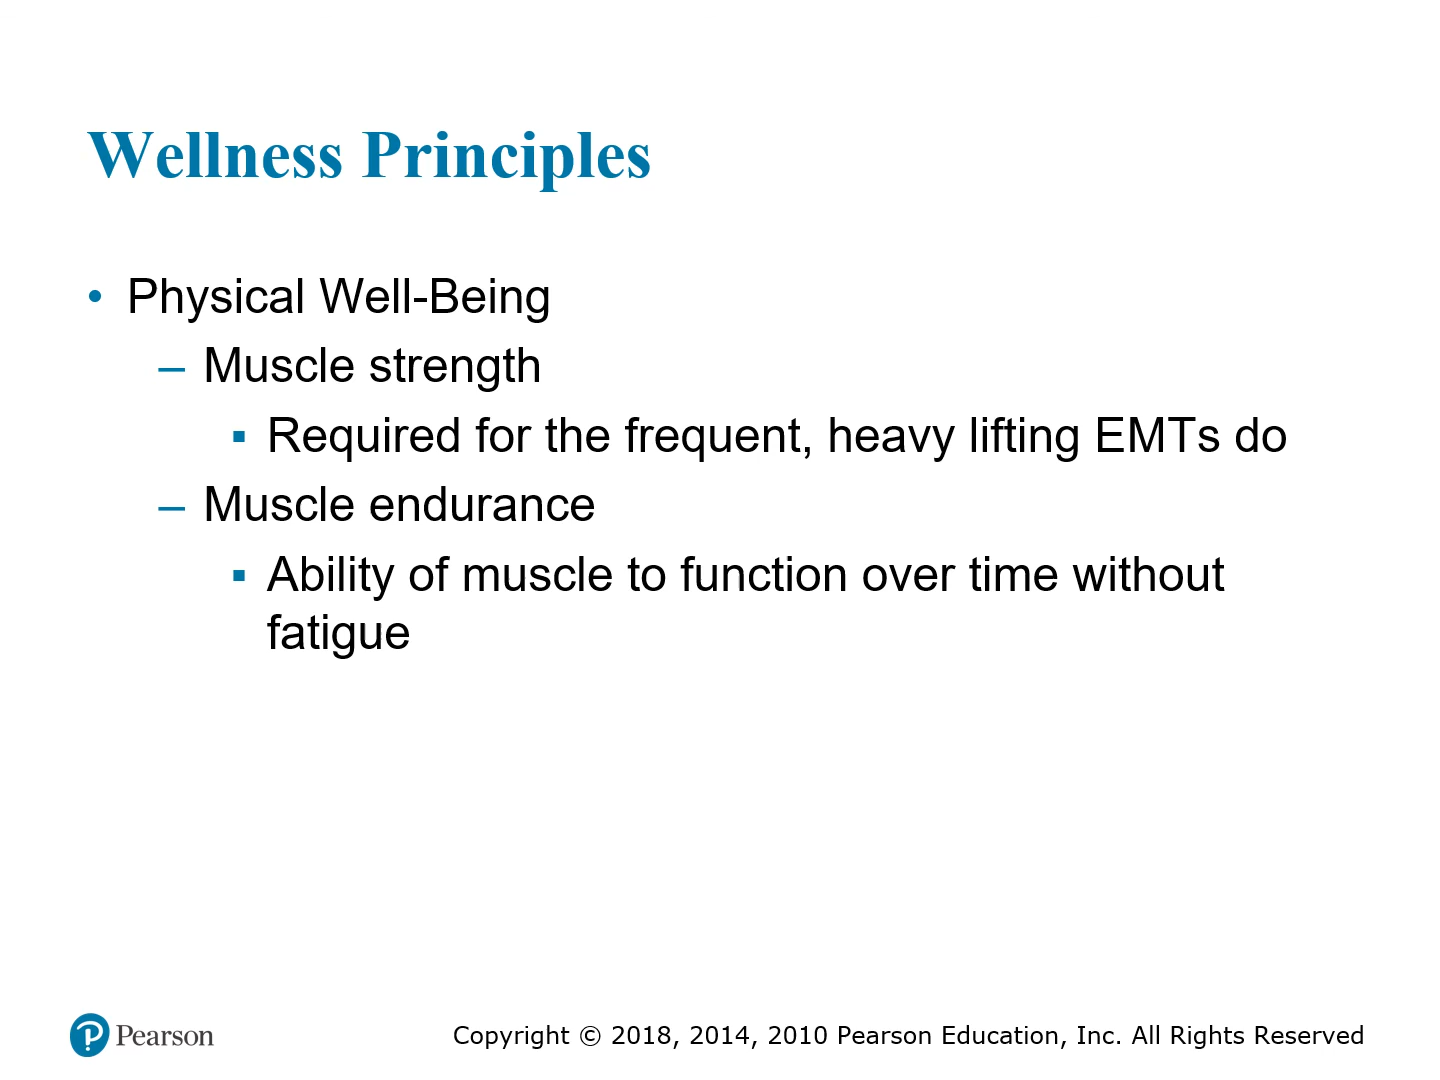 Wellness Principles
• Physical Well-Being
– Muscle strength
▪ Required for the frequent, heavy lifting EMTs do
– Muscle endurance
▪ Ability of muscle to function over time without
fatigue
Pearson
Copyright © 2018, 2014, 2010 Pearson Education, Inc. All Rights Reserved